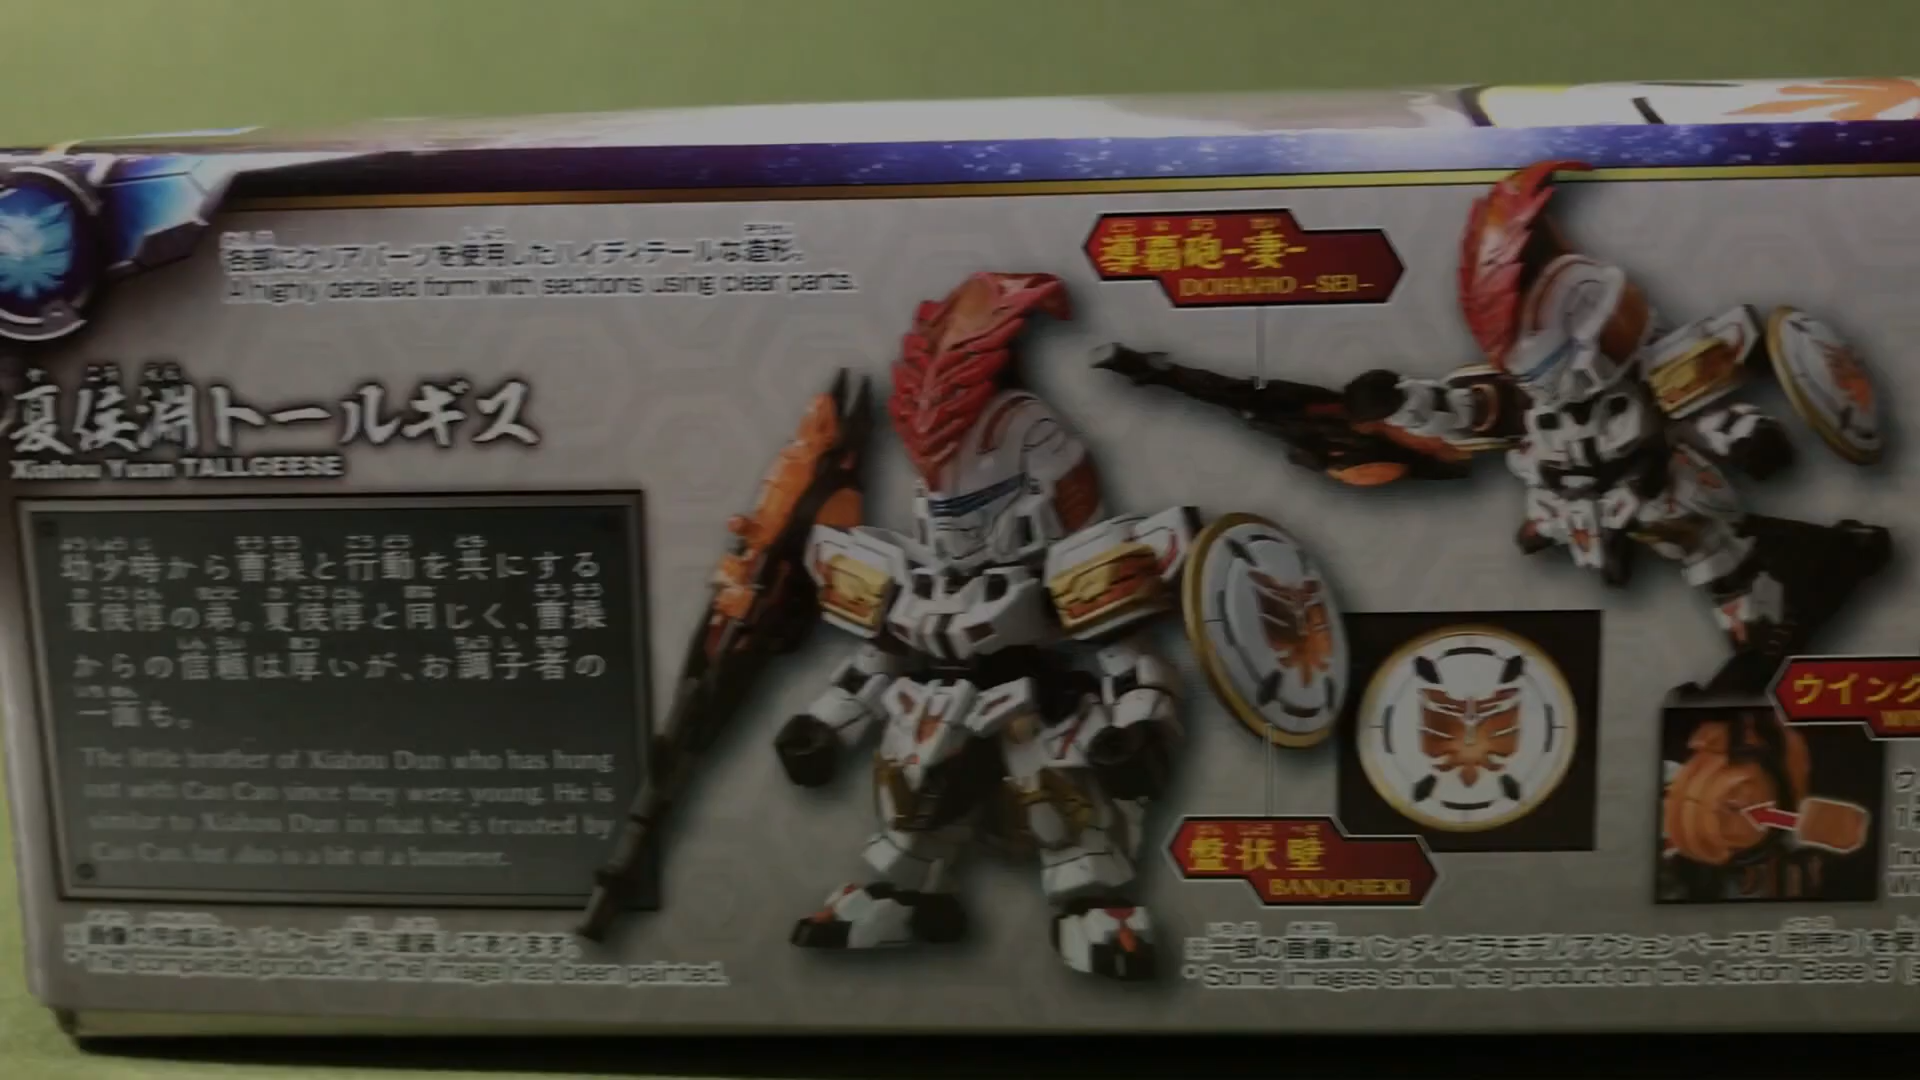 各部にクリアパーツを使用したハイディテールな造形。
A highly detailed form with sections using clear parts.
導覇砲-凄-
DOHAHO -SEI-
夏侯淵トールギス
Xiahou Yuan TALLGEESE
幼少時から曹操と行動を共にする
夏侯惇の弟。夏侯惇と同じく、曹操
からの信頼は厚いが、お調子者の
一面も。
The little brother of Xiahou Dun who has hung
out with Cao Cao since they were young. He is
similar to Xiahou Dun in that he's trusted by
Cao Cao, but also is a bit of a
盤状壁
BANJOHEKI
ウイング
※画像の完成品は、パッケージ用に塗装してあります。
* The completed product in the image has been painted.
※一部の画像はバンダイプラモデルアクションベース5(別売り)を使
* Some images show the product on the Action Base 5 (s